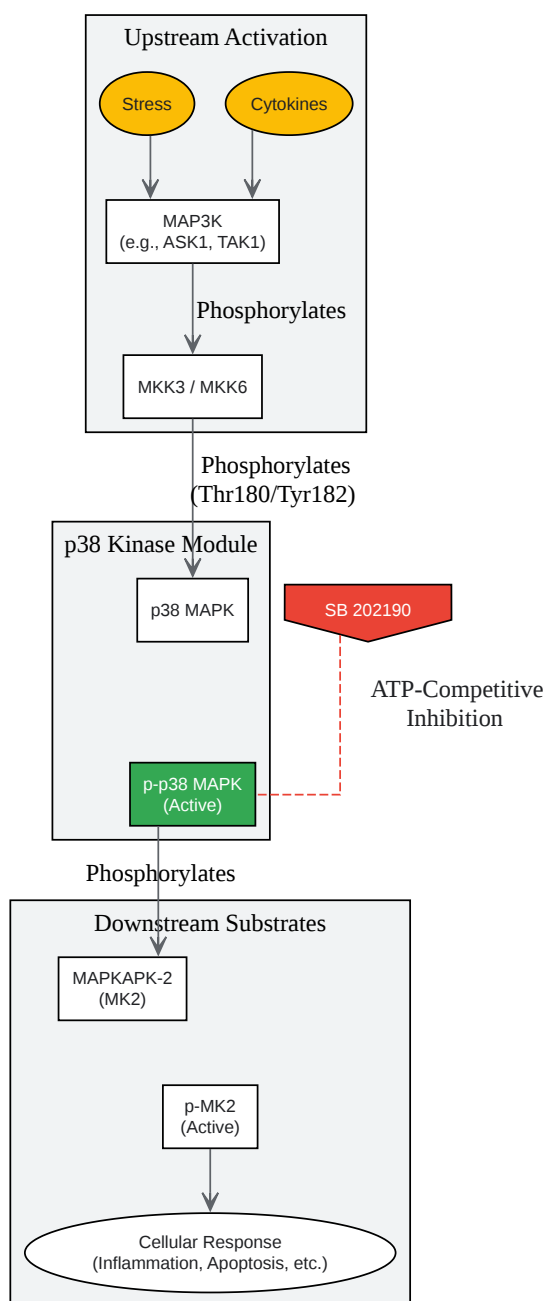 Upstream Activation
Stress
Cytokines
MAP3K
(e.g., ASK1, TAK1)
Phosphorylates
MKK3 / MKK6
Phosphorylates
(Thr180/Tyr182)
p38 Kinase Module
p38 MAPK
SB 202190
ATP-Competitive
Inhibition
p-p38 MAPK
(Active)
Phosphorylates
Downstream Substrates
MAPKAPK-2
(MK2)
p-MK2
(Active)
Cellular Response
(Inflammation, Apoptosis, etc.)